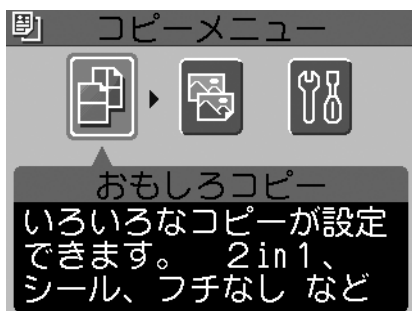 コピーメニュー
おもしろコピー
いろいろなコピーが設定
できます。 2in1、
シール、フチなし など